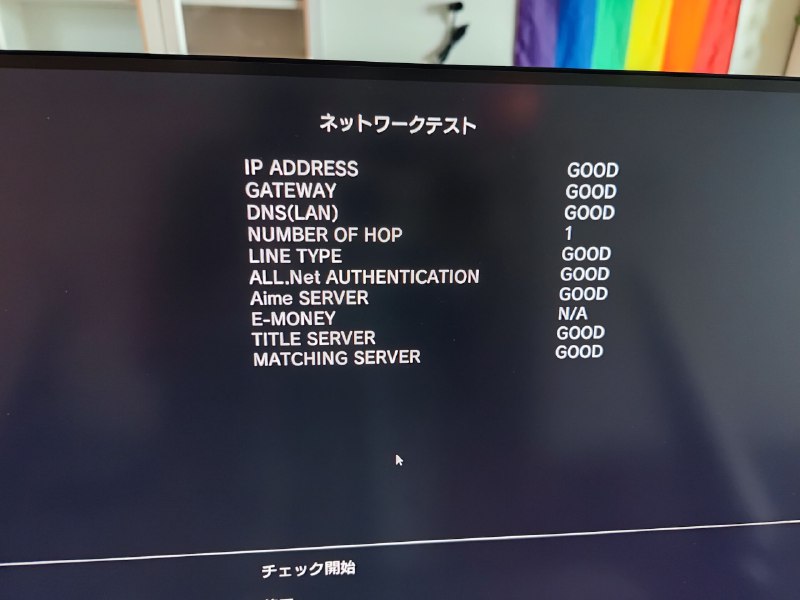 ネットワークテスト
IP ADDRESS GOOD
GATEWAY GOOD
DNS(LAN) GOOD
NUMBER OF HOP 1
LINE TYPE GOOD
ALL.Net AUTHENTICATION GOOD
Aime SERVER GOOD
E-MONEY N/A
TITLE SERVER GOOD
MATCHING SERVER GOOD
チェック開始